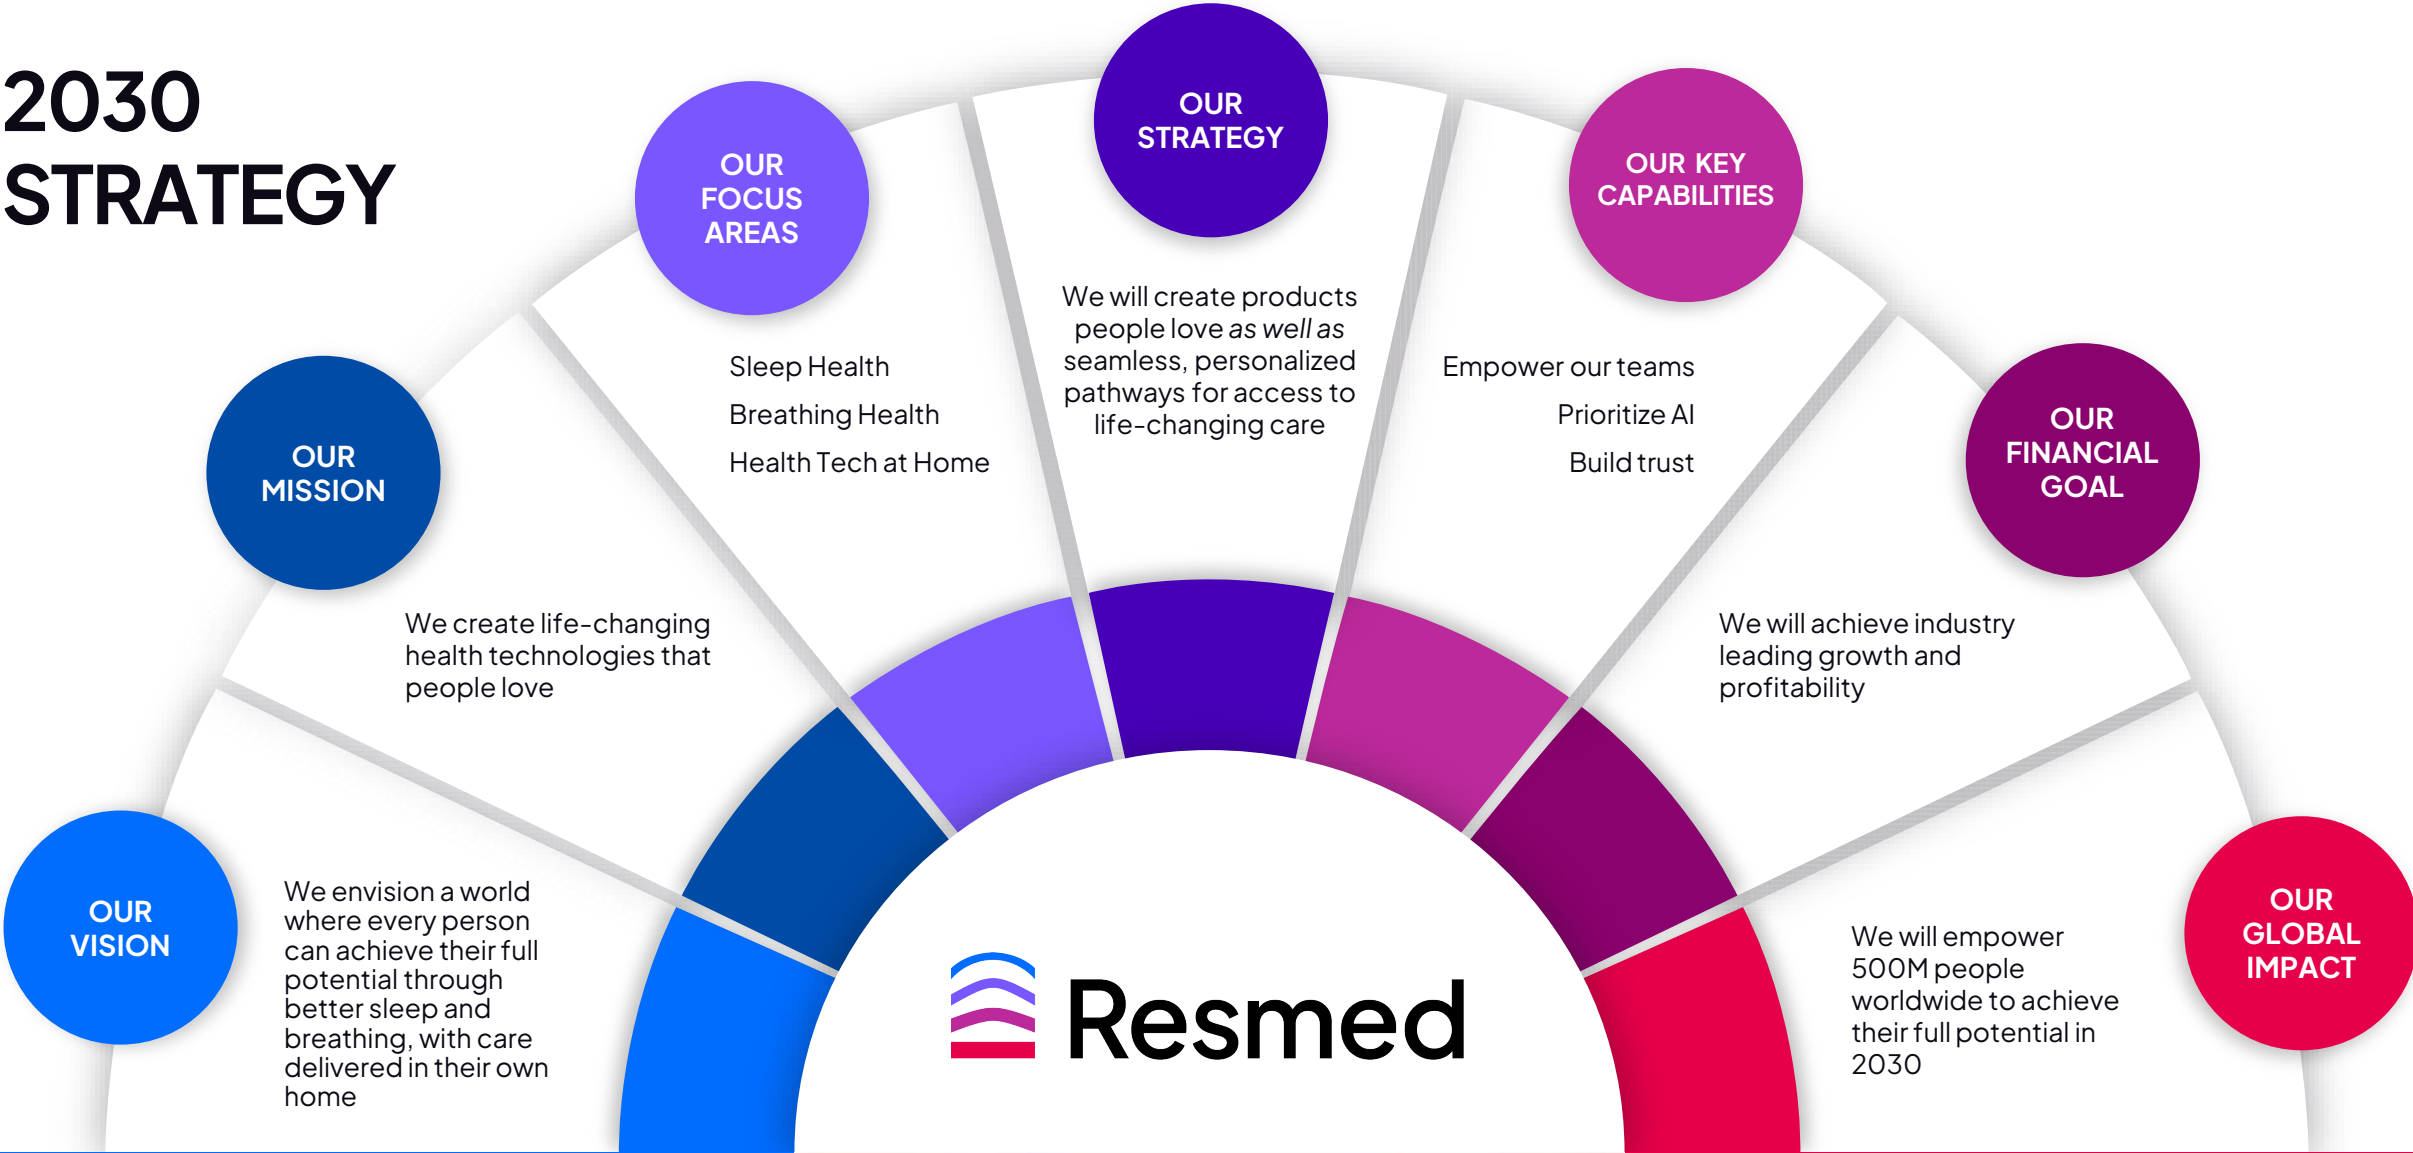 2030
STRATEGY
OUR
VISION
We envision a world
where every person
can achieve their full
potential through
better sleep and
breathing, with care
delivered in their own
home
OUR
MISSION
We create life-changing
health technologies that
people love
OUR
FOCUS
AREAS
Sleep Health
Breathing Health
Health Tech at Home
OUR
STRATEGY
We will create products
people love as well as
seamless, personalized
pathways for access to
life-changing care
OUR KEY
CAPABILITIES
Empower our teams
Prioritize AI
Build trust
OUR
FINANCIAL
GOAL
We will achieve industry
leading growth and
profitability
OUR
GLOBAL
IMPACT
We will empower
500M people
worldwide to achieve
their full potential in
2030
Resmed